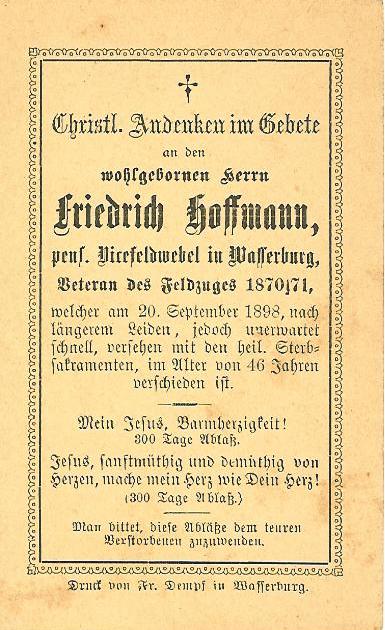 Christl. Andenken im Gebete
an den
wohlgebornen Herrn
Friedrich Hoffmann,
pens. Vicefeldwebel in Wasserburg,
Veteran des Feldzuges 1870/71,
welcher am 20. September 1898, nach
längerem Leiden, jedoch unerwartet
schnell, versehen mit den heil. Sterb-
sakramenten, im Alter von 46 Jahren
verschieden ist.
Mein Jesus, Barmherzigkeit!
300 Tage Ablaß.
Jesus, sanftmüthig und demüthig von
Herzen, mache mein Herz wie Dein Herz!
(300 Tage Ablaß.)
Man bittet, diese Abläße dem teuren
Verstorbenen zuzuwenden.
Druck von Fr. Dempf in Wasserburg.